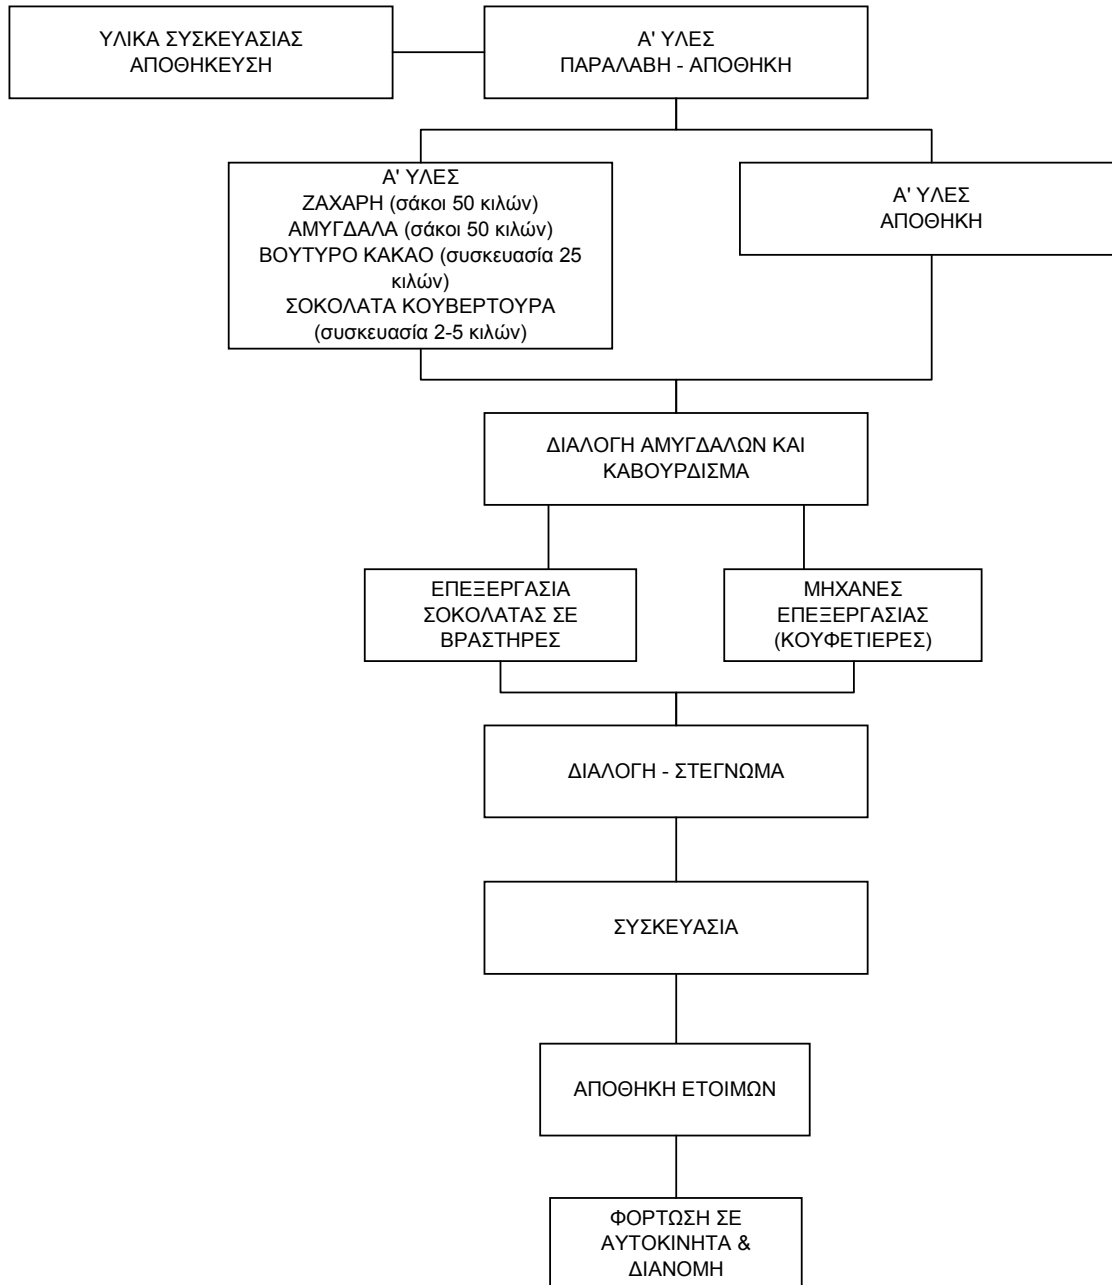 ΥΛΙΚΑ ΣΥΣΚΕΥΑΣΙΑΣ
ΑΠΟΘΗΚΕΥΣΗ
Α' ΥΛΕΣ
ΠΑΡΑΛΑΒΗ - ΑΠΟΘΗΚΗ
Α' ΥΛΕΣ
ΖΑΧΑΡΗ (σάκοι 50 κιλών)
ΑΜΥΓΔΑΛΑ (σάκοι 50 κιλών)
ΒΟΥΤΥΡΟ ΚΑΚΑΟ (συσκευασία 25
κιλών)
ΣΟΚΟΛΑΤΑ ΚΟΥΒΕΡΤΟΥΡΑ
(συσκευασία 2-5 κιλών)
Α' ΥΛΕΣ
ΑΠΟΘΗΚΗ
ΔΙΑΛΟΓΗ ΑΜΥΓΔΑΛΩΝ ΚΑΙ
ΚΑΒΟΥΡΔΙΣΜΑ
ΕΠΕΞΕΡΓΑΣΙΑ
ΣΟΚΟΛΑΤΑΣ ΣΕ
ΒΡΑΣΤΗΡΕΣ
ΜΗΧΑΝΕΣ
ΕΠΕΞΕΡΓΑΣΙΑΣ
(ΚΟΥΦΕΤΙΕΡΕΣ)
ΔΙΑΛΟΓΗ - ΣΤΕΓΝΩΜΑ
ΣΥΣΚΕΥΑΣΙΑ
ΑΠΟΘΗΚΗ ΕΤΟΙΜΩΝ
ΦΟΡΤΩΣΗ ΣΕ
ΑΥΤΟΚΙΝΗΤΑ &
ΔΙΑΝΟΜΗ